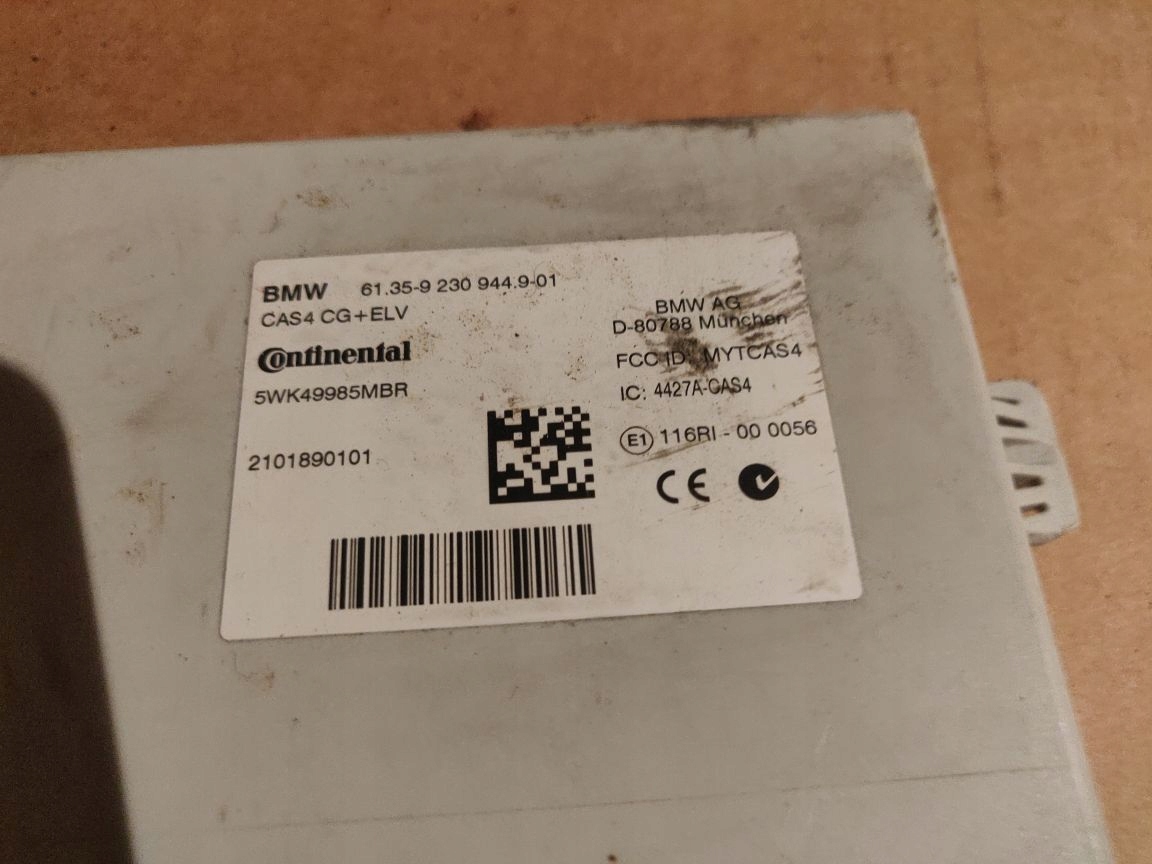 BMW 61.35-9 230 944.9-01
CAS4 CG+ELV
Continental
5WK49985MBR
2101890101
BMW AG
D-80788 München
FCC ID: MYTCAS4
IC: 4427A-CAS4
E1 116RI - 00 0056
CE